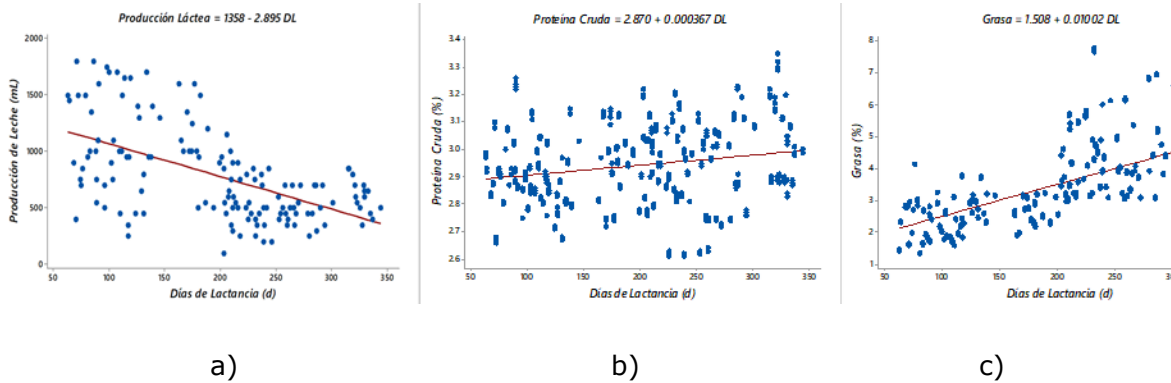 Producción Láctea = 1358 - 2.895 DL
Producción de Leche (mL)
2000
1500
1000
500
0
50 100 150 200 250 300 350
Días de Lactancia (d)
a)
Proteína Cruda = 2.870 + 0.000367 DL
Proteína Cruda (%)
3.4
3.3
3.2
3.1
3.0
2.9
2.8
2.7
2.6
50 100 150 200 250 300 350
Días de Lactancia (d)
b)
Grasa = 1.508 + 0.01002 DL
Grasa (%)
8
7
6
5
4
3
2
1
50 100 150 200 250
Días de Lactancia (d)
c)